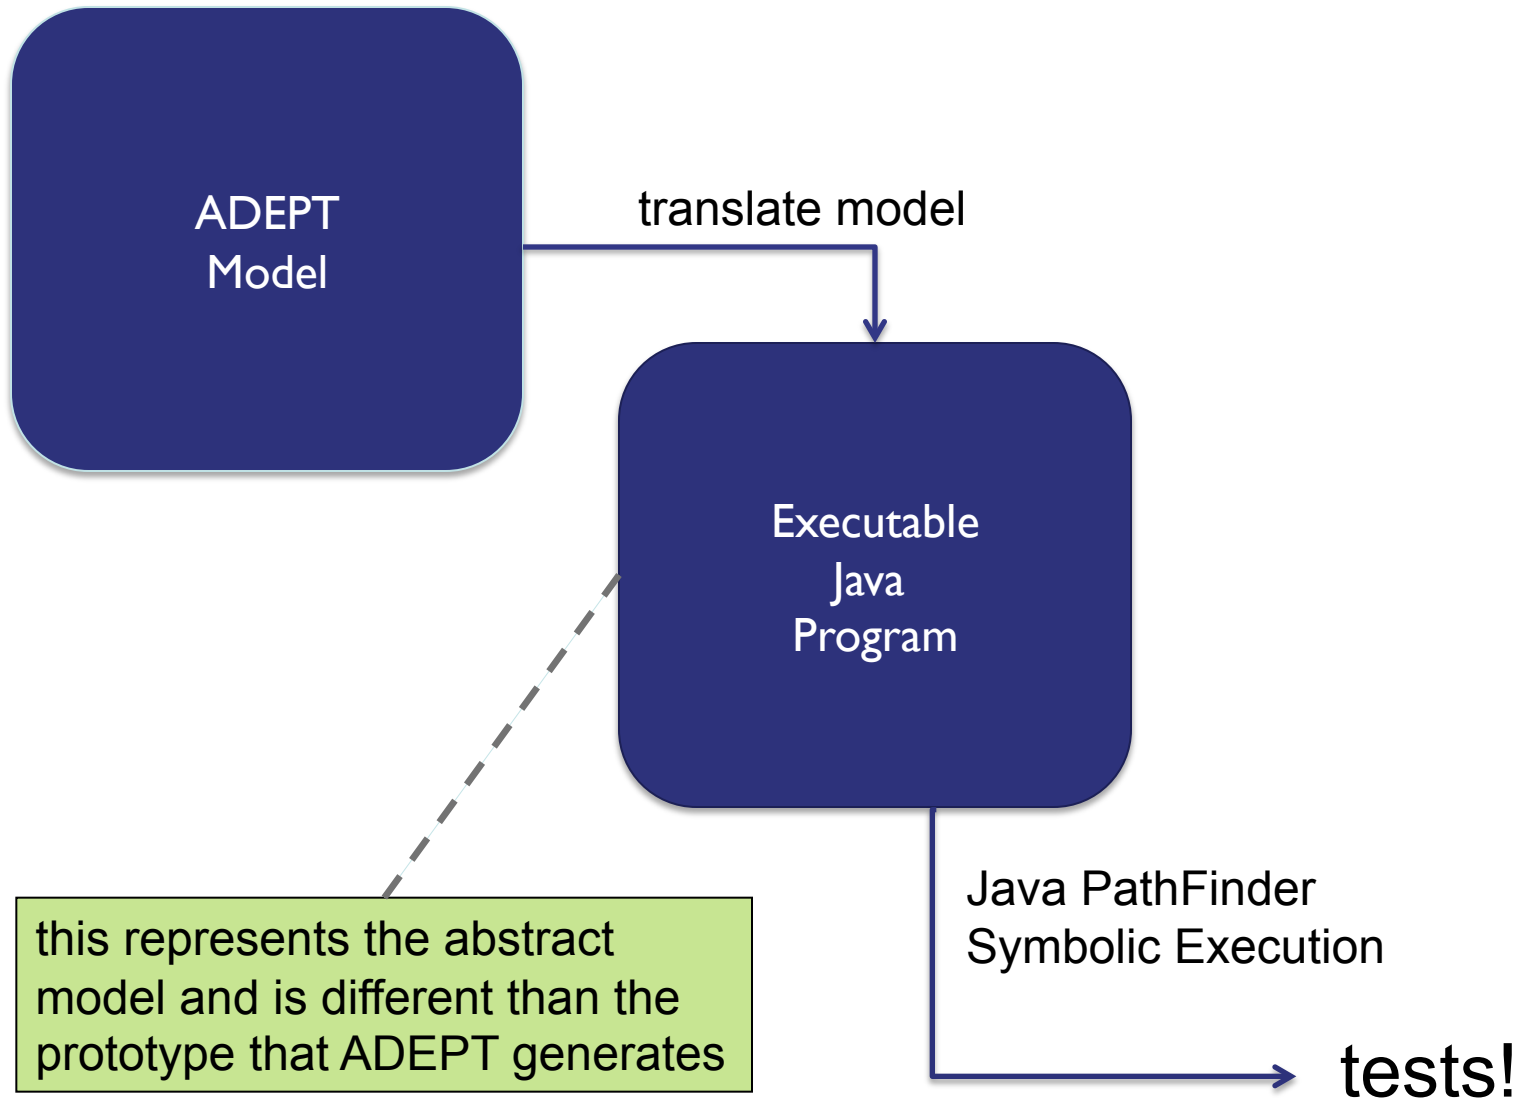 ADEPT
Model
translate model
Executable
Java
Program
this represents the abstract
model and is different than the
prototype that ADEPT generates
Java PathFinder
Symbolic Execution
tests!